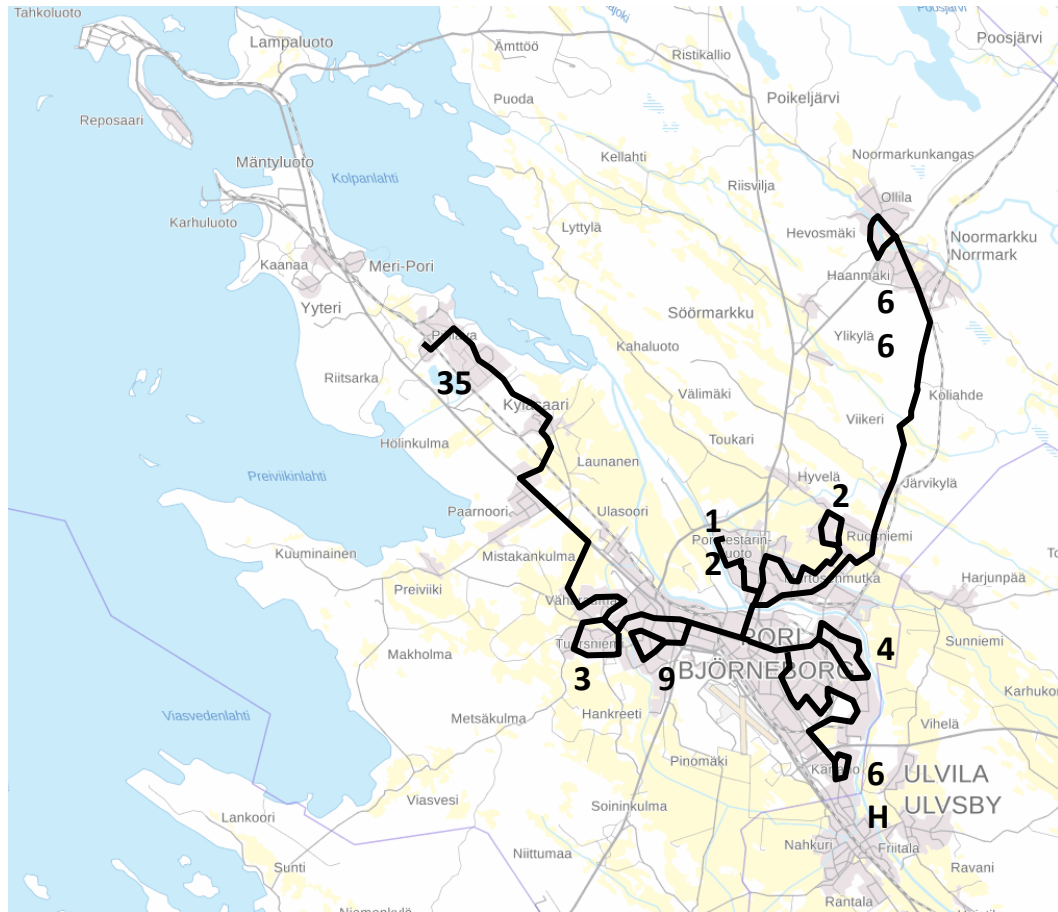 Tahkoluoto
Lampaluoto
Ämttöö
Poosjärvi
Poosjärvi
Ristikallio
Puoda
Poikeljärvi
Reposaari
Kellahti
Noormarkunkangas
Mäntyluoto
Kolpanlahti
Riisvilja
Ollila
Karhuluoto
Lyttylä
Hevosmäki
Noormarkku
Norrmark
Kaanaa
Meri-Pori
Haanmäki
6
Yyteri
Söörmarkku
Ylikylä
6
Kahaluoto
Riitsarka
35
Välimäki
Koliahde
Kyläsaari
Viikeri
Hölinkulma
Toukari
Launanen
Preiviikinlahti
Hyvelä
Järvikylä
2
Paarnoori
Ulasoori
1
Ruosniemi
Kuuminainen
Mistakankulma
2
Harjunpää
Preiviiki
PORI
BJÖRNEBORG
Makholma
3
9
4
Sunniemi
Karhukor
Viasvedenlahti
Metsäkulma
Hankreeti
Vihelä
Pinomäki
6
ULVILA
ULVSBY
Viasvesi
Soininkulma
H
Lankoori
Nahkuri
Friitala
Niittumaa
Sunti
Ravani
Rantala